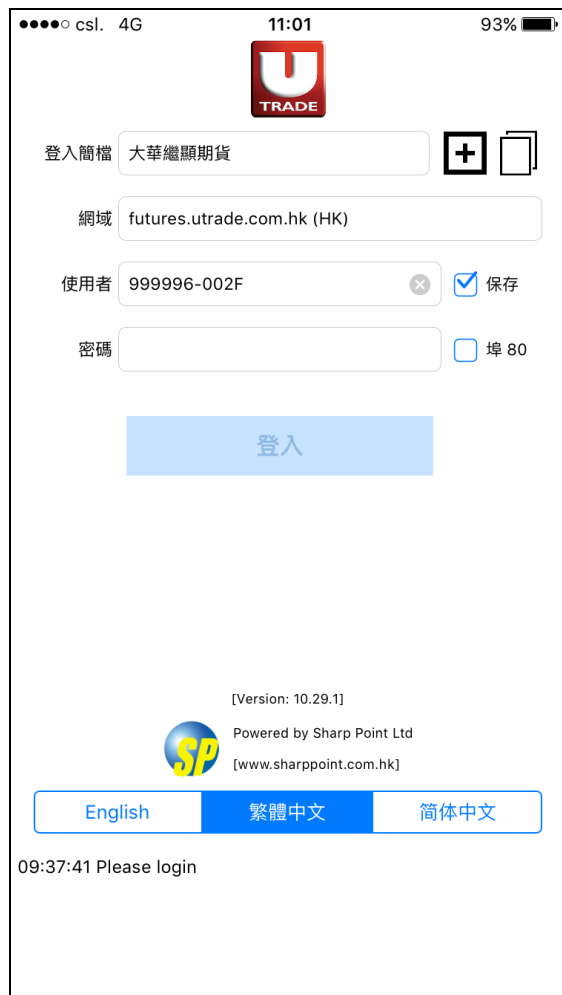 csl. 4G 11:01 93%
U
TRADE
登入簡檔 大華繼顯期貨
網域 futures.utrade.com.hk (HK)
使用者 999996-002F 保存
密碼 埠 80
登入
[Version: 10.29.1]
SP Powered by Sharp Point Ltd
[www.sharppoint.com.hk]
English 繁體中文 简体中文
09:37:41 Please login